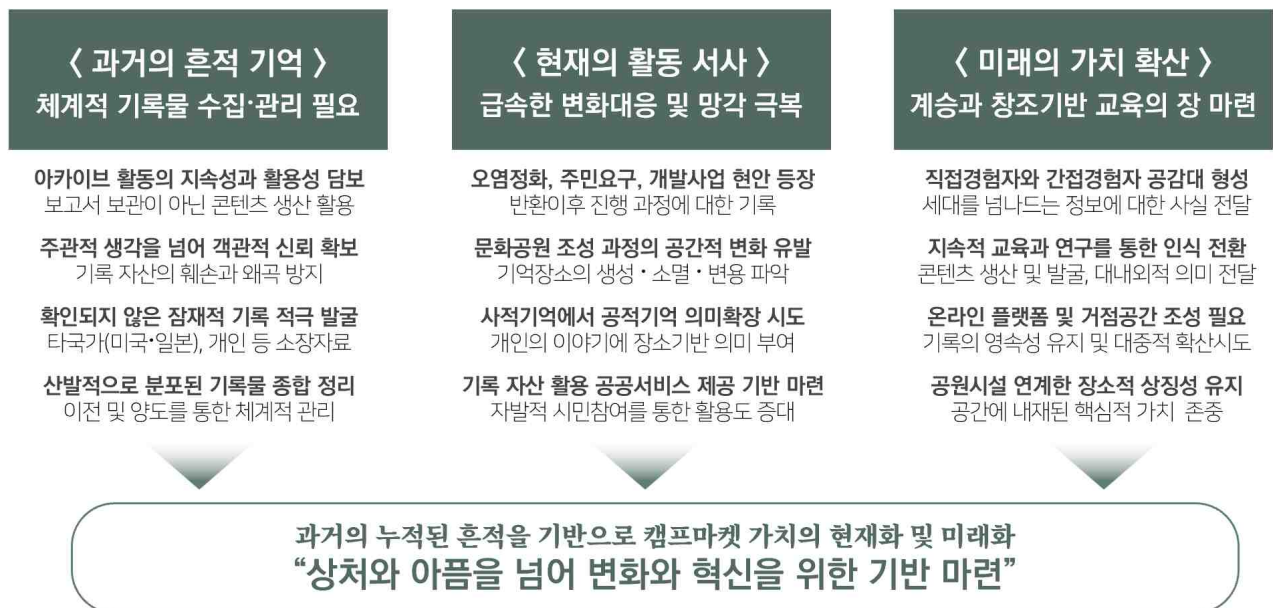 〈 과거의 흔적 기억 〉
체계적 기록물 수집·관리 필요
아카이브 활동의 지속성과 활용성 담보
보고서 보관이 아닌 콘텐츠 생산 활용
주관적 생각을 넘어 객관적 신뢰 확보
기록 자산의 훼손과 왜곡 방지
확인되지 않은 잠재적 기록 적극 발굴
타국가(미국·일본), 개인 등 소장자료
산발적으로 분포된 기록물 종합 정리
이전 및 양도를 통한 체계적 관리
〈 현재의 활동 서사 〉
급속한 변화대응 및 망각 극복
오염정화, 주민요구, 개발사업 현안 등장
반환이후 진행 과정에 대한 기록
문화공원 조성 과정의 공간적 변화 유발
기억장소의 생성·소멸·변용 파악
사적기억에서 공적기억 의미확장 시도
개인의 이야기에 장소기반 의미 부여
기록 자산 활용 공공서비스 제공 기반 마련
자발적 시민참여를 통한 활용도 증대
〈 미래의 가치 확산 〉
계승과 창조기반 교육의 장 마련
직접경험자와 간접경험자 공감대 형성
세대를 넘나드는 정보에 대한 사실 전달
지속적 교육과 연구를 통한 인식 전환
콘텐츠 생산 및 발굴, 대내외적 의미 전달
온라인 플랫폼 및 거점공간 조성 필요
기록의 영속성 유지 및 대중적 확산시도
공원시설 연계한 장소적 상징성 유지
공간에 내재된 핵심적 가치 존중
과거의 누적된 흔적을 기반으로 캠프마켓 가치의 현재화 및 미래화
“상처와 아픔을 넘어 변화와 혁신을 위한 기반 마련”